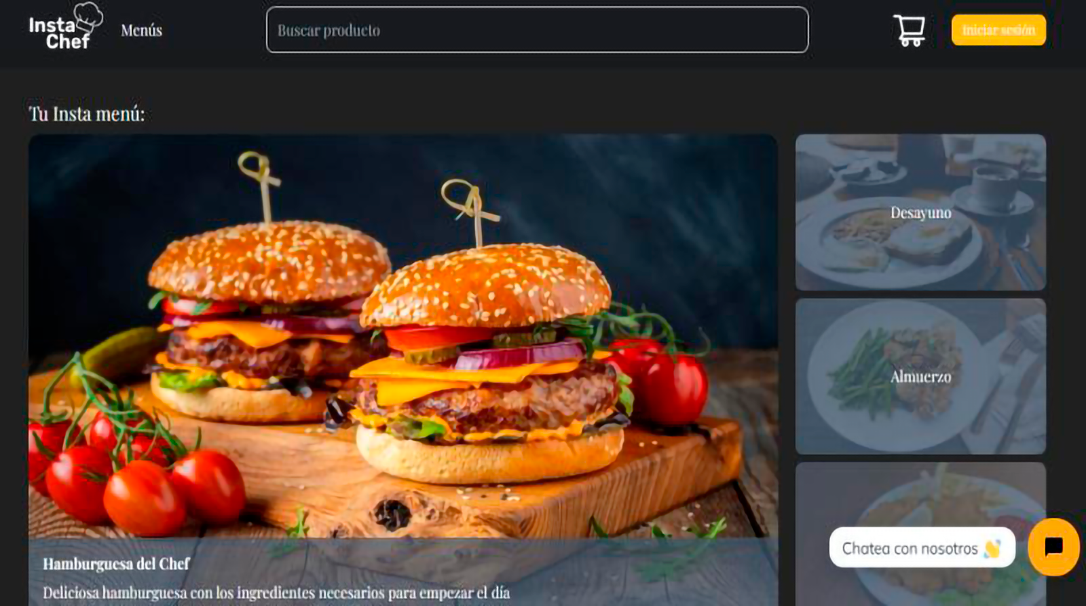 Insta
Chef
Menús
Buscar producto
Iniciar sesión
Tu Insta menú:
Desayuno
Almuerzo
Chatea con nosotros 👋
Hamburguesa del Chef
Deliciosa hamburguesa con los ingredientes necesarios para empezar el día